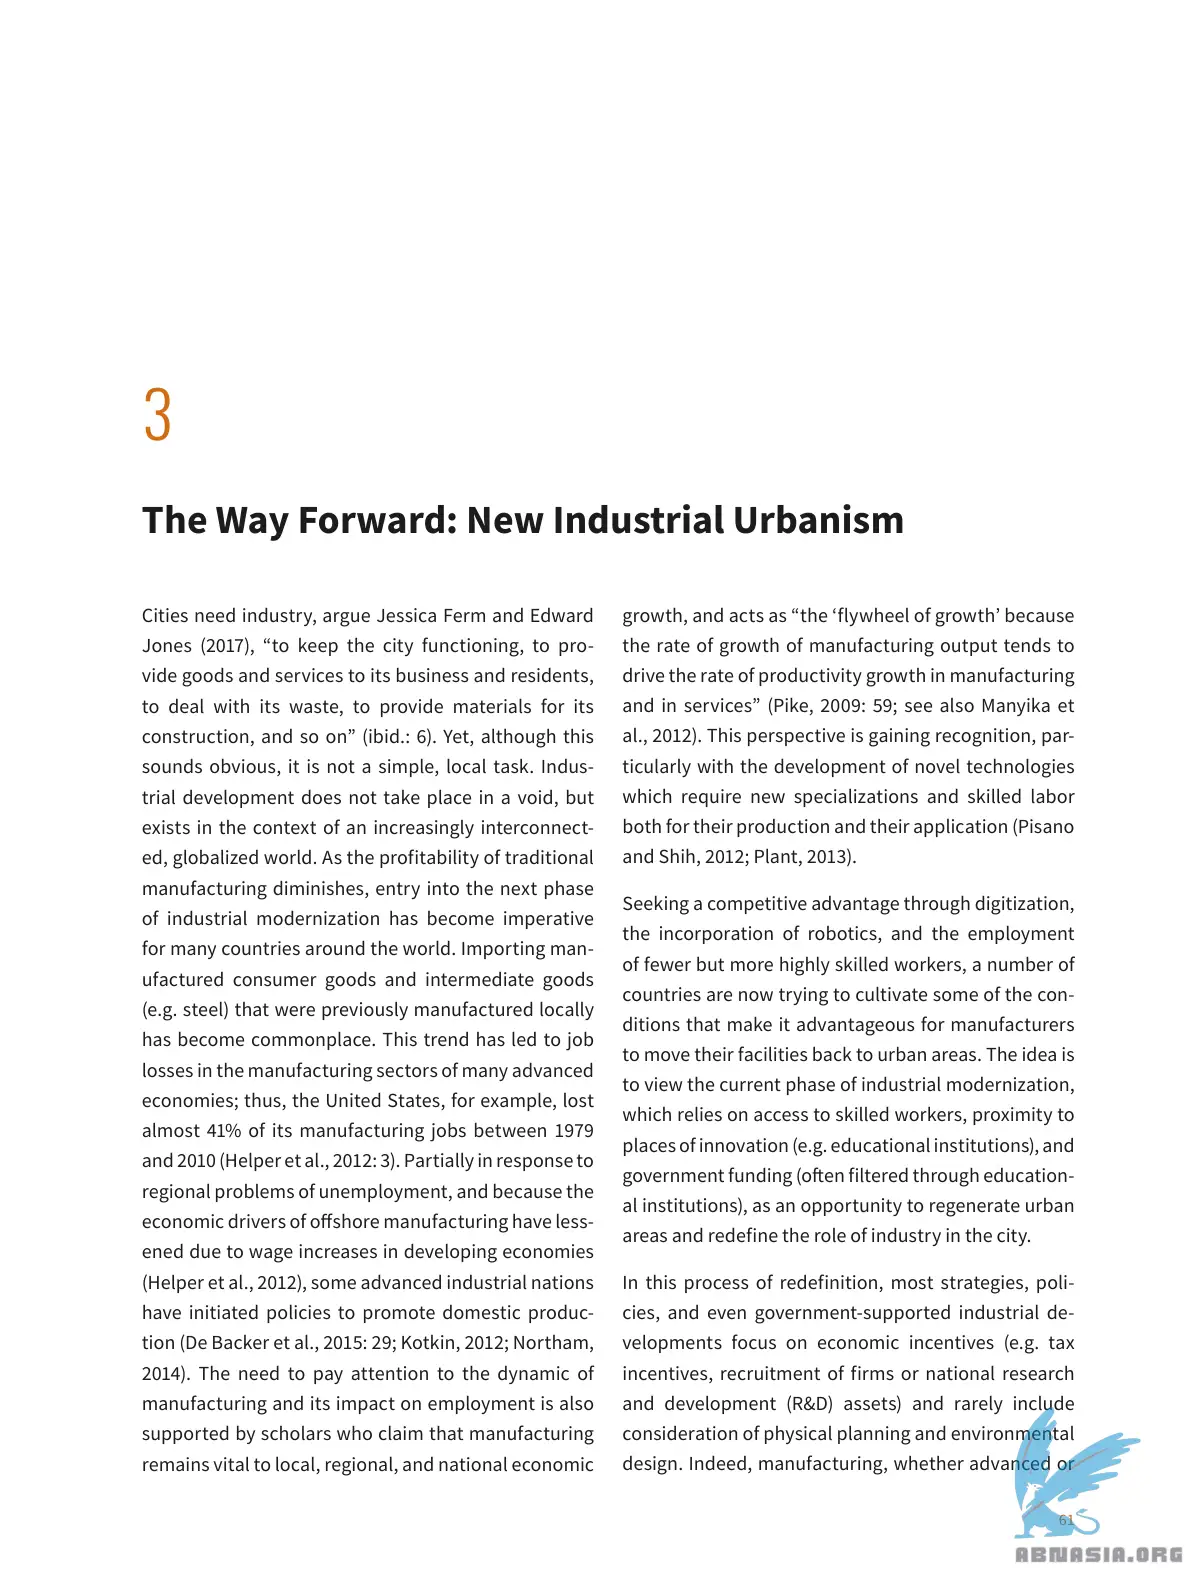 3
The Way Forward: New Industrial Urbanism
Cities need industry, argue Jessica Ferm and Edward
Jones (2017), “to keep the city functioning, to pro-
vide goods and services to its business and residents,
to deal with its waste, to provide materials for its
construction, and so on” (ibid.: 6). Yet, although this
sounds obvious, it is not a simple, local task. Indus-
trial development does not take place in a void, but
exists in the context of an increasingly interconnect-
ed, globalized world. As the profitability of traditional
manufacturing diminishes, entry into the next phase
of industrial modernization has become imperative
for many countries around the world. Importing man-
ufactured consumer goods and intermediate goods
(e.g. steel) that were previously manufactured locally
has become commonplace. This trend has led to job
losses in the manufacturing sectors of many advanced
economies; thus, the United States, for example, lost
almost 41% of its manufacturing jobs between 1979
and 2010 (Helper et al., 2012: 3). Partially in response to
regional problems of unemployment, and because the
economic drivers of offshore manufacturing have less-
ened due to wage increases in developing economies
(Helper et al., 2012), some advanced industrial nations
have initiated policies to promote domestic produc-
tion (De Backer et al., 2015: 29; Kotkin, 2012; Northam,
2014). The need to pay attention to the dynamic of
manufacturing and its impact on employment is also
supported by scholars who claim that manufacturing
remains vital to local, regional, and national economic
growth, and acts as “the ‘flywheel of growth’ because
the rate of growth of manufacturing output tends to
drive the rate of productivity growth in manufacturing
and in services” (Pike, 2009: 59; see also Manyika et
al., 2012). This perspective is gaining recognition, par-
ticularly with the development of novel technologies
which require new specializations and skilled labor
both for their production and their application (Pisano
and Shih, 2012; Plant, 2013).
Seeking a competitive advantage through digitization,
the incorporation of robotics, and the employment
of fewer but more highly skilled workers, a number of
countries are now trying to cultivate some of the con-
ditions that make it advantageous for manufacturers
to move their facilities back to urban areas. The idea is
to view the current phase of industrial modernization,
which relies on access to skilled workers, proximity to
places of innovation (e.g. educational institutions), and
government funding (often filtered through education-
al institutions), as an opportunity to regenerate urban
areas and redefine the role of industry in the city.
In this process of redefinition, most strategies, poli-
cies, and even government-supported industrial de-
velopments focus on economic incentives (e.g. tax
incentives, recruitment of firms or national research
and development (R&D) assets) and rarely include
consideration of physical planning and environmental
design. Indeed, manufacturing, whether advanced or
61
ABNASIA.ORG